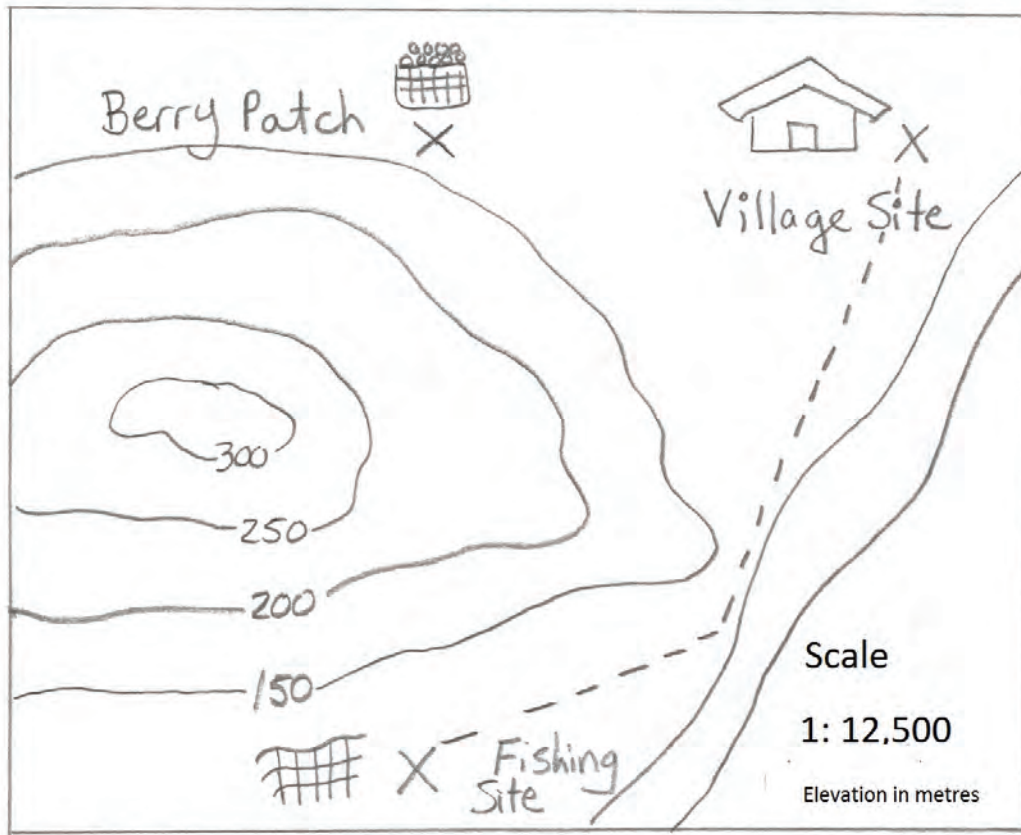 Berry Patch
Village Site
300
250
200
150
Fishing
Site
Scale
1: 12,500
Elevation in metres